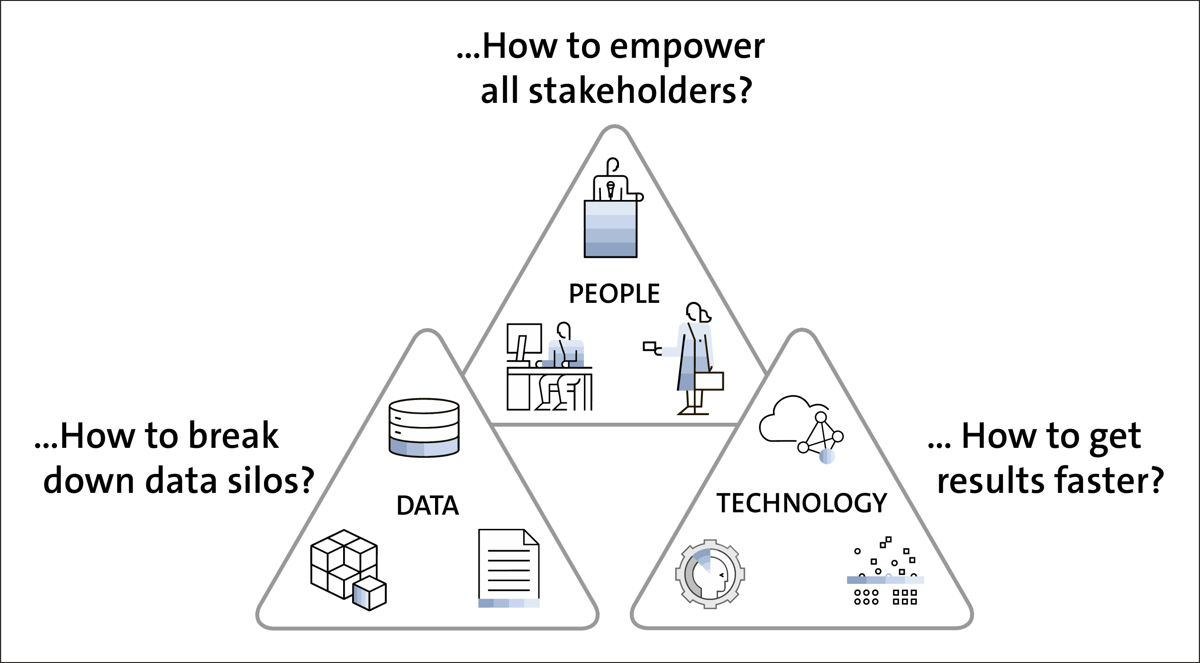 ...How to empower
all stakeholders?
PEOPLE
...How to break
down data silos?
DATA
TECHNOLOGY
... How to get
results faster?